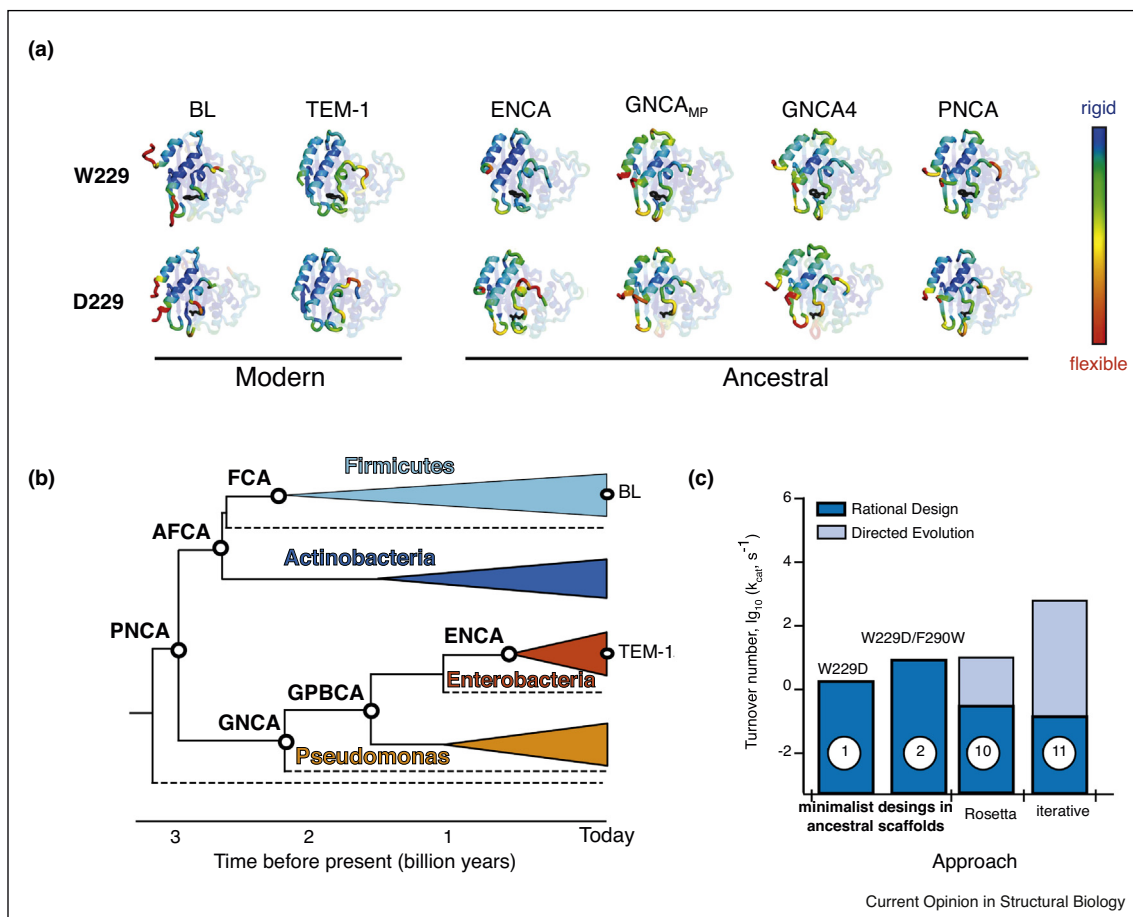 (a)
BL TEM-1 ENCA GNCAMP GNCA4 PNCA
rigid
W229
D229
flexible
Modern Ancestral
(b)
Firmicutes
FCA
BL
AFCA
Actinobacteria
PNCA
ENCA
TEM-1
Enterobacteria
GPBCA
GNCA
Pseudomonas
3 2 1 Today
Time before present (billion years)
(c)
6
Rational Design
Directed Evolution
4
2
0
-2
Turnover number, lg10 (kcat, s-1)
W229D
W229D/F290W
1 2 10 11
minimalist desings in
ancestral scaffolds
Rosetta
iterative
Approach
Current Opinion in Structural Biology